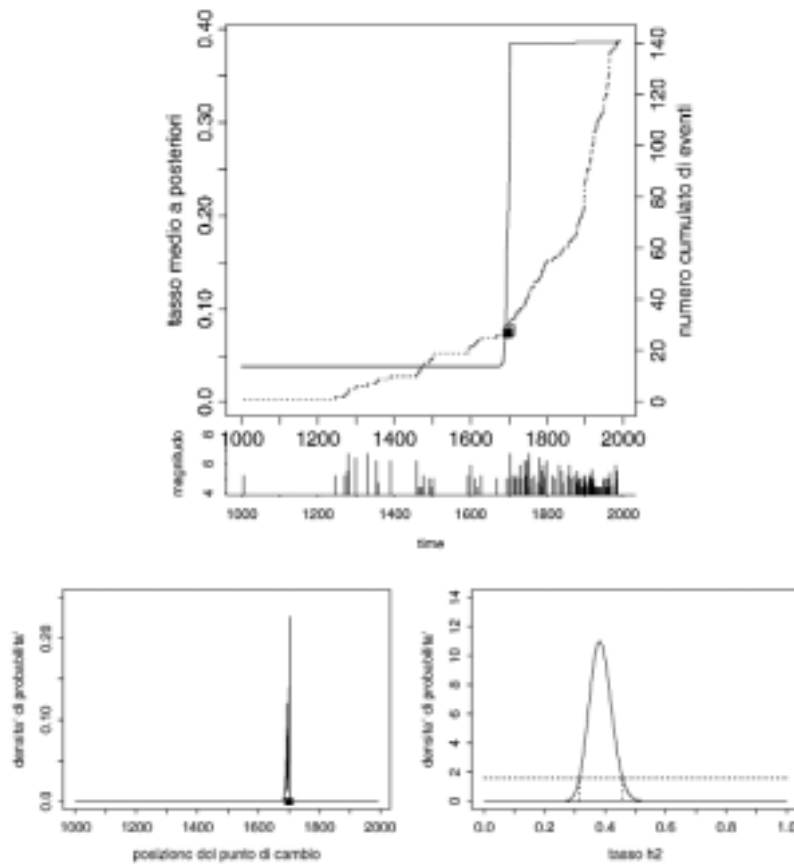 0.40
0.30
0.20
0.10
0.0
tasso medio a posteriori
140
120
100
80
60
40
20
0
numero cumulato di eventi
1000 1200 1400 1600 1800 2000
8
6
4
magnitudo
1000 1200 1400 1600 1800 2000
time
0.20
0.10
0.0
densita' di probabilita'
1000 1200 1400 1600 1800 2000
posizione del punto di cambio
14
12
10
8
6
4
2
0
densita' di probabilita'
0.0 0.2 0.4 0.6 0.8 1.0
tasso h2